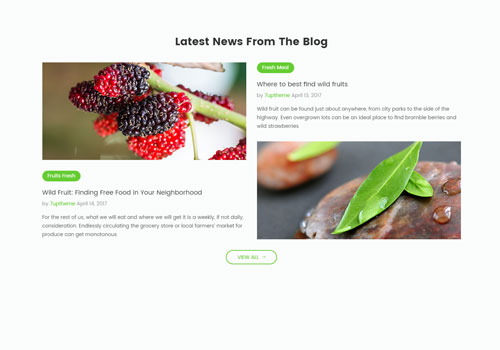 Latest News From The Blog
Fruits Fresh
Wild Fruit: Finding Free Food in Your Neighborhood
by 7uptheme April 14, 2017
For the rest of us, what we will eat and where we will get it is a weekly, if not daily,
consideration. Endlessly circulating the grocery store or local farmers' market for
produce can get monotonous
Fresh Meal
Where to best find wild fruits
by 7uptheme April 13, 2017
Wild fruit can be found just about anywhere, from city parks to the side of the
highway. Even overgrown lots can be an ideal place to find bramble berries and
wild strawberries
VIEW ALL →